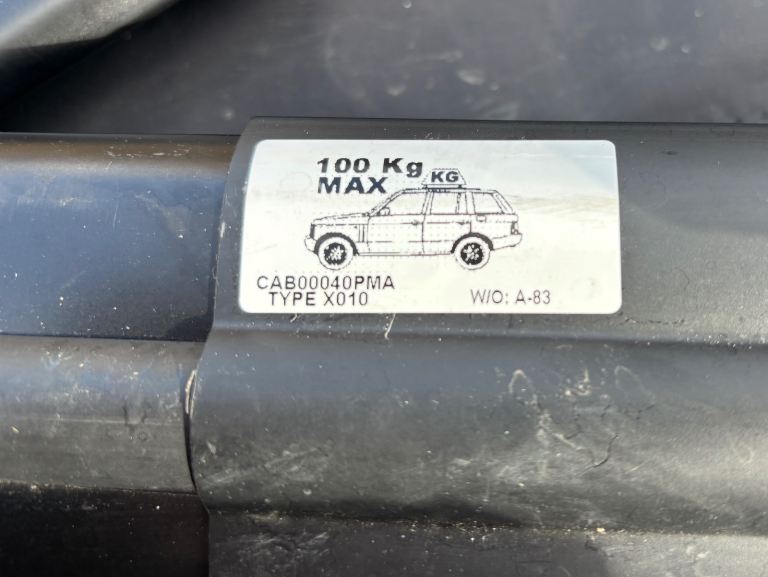 100 Kg
MAX
KG
CAB00040PMA
TYPE X010
W/O: A-83